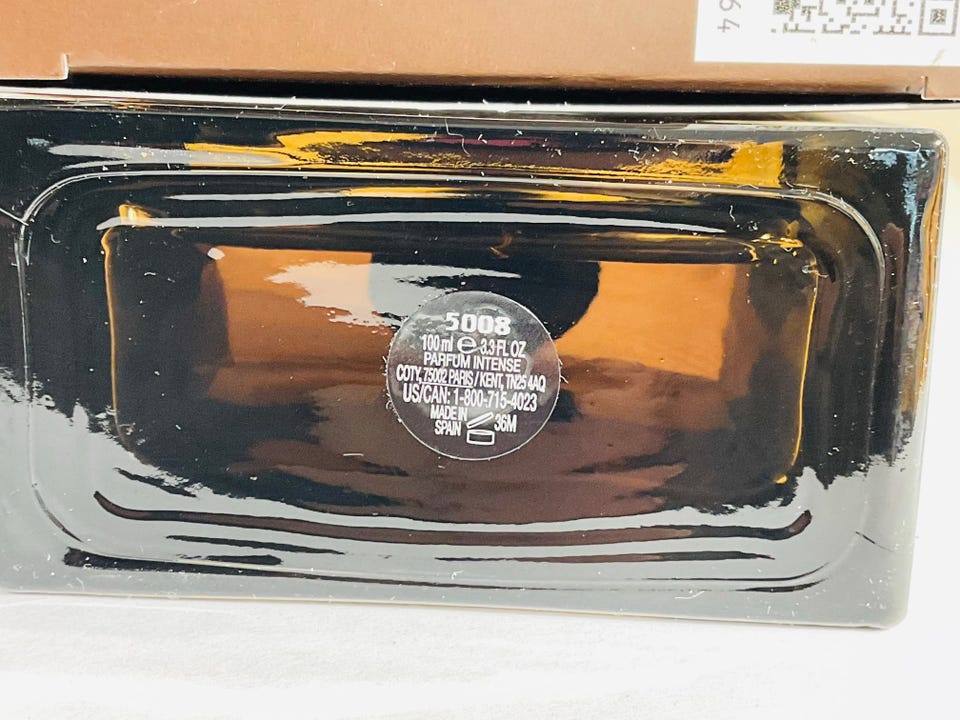 64
5008
100 ml e 3.3 FL OZ
PARFUM INTENSE
COTY, 75002 PARIS / KENT, TN25 4AQ
US/CAN: 1-800-715-4023
MADE IN
SPAIN
36M